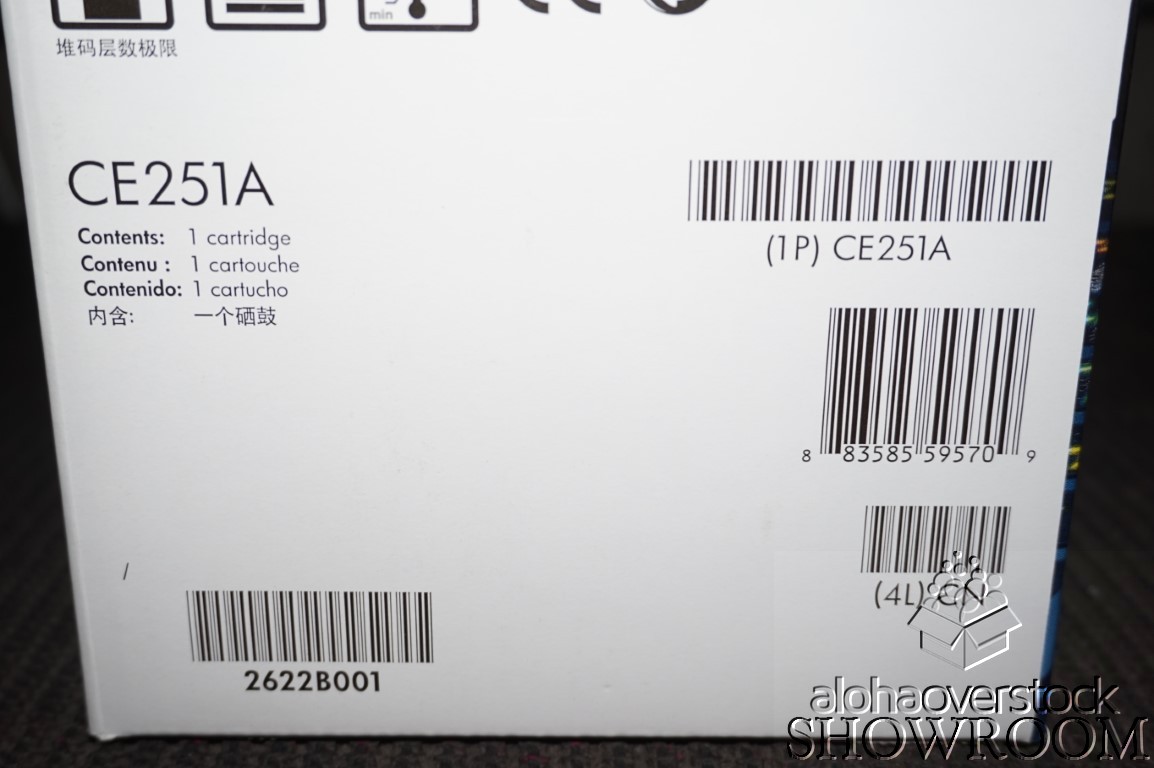 min
堆码层数极限
CE251A
Contents: 1 cartridge
Contenu : 1 cartouche
Contenido: 1 cartucho
内含: 一个硒鼓
(1P) CE251A
8 83585 59570 9
(4L) CN
/
2622B001
alohaoverstock
SHOWROOM